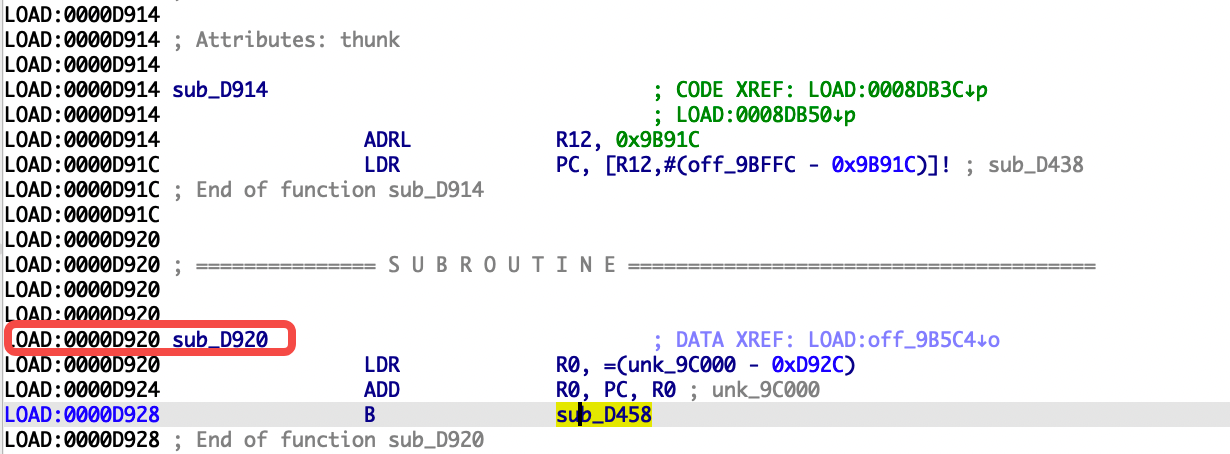 LOAD:0000D914
LOAD:0000D914 ; Attributes: thunk
LOAD:0000D914
LOAD:0000D914 sub_D914 ; CODE XREF: LOAD:0008DB3C↓p
LOAD:0000D914 ; LOAD:0008DB50↓p
LOAD:0000D914 ADRL R12, 0x9B91C
LOAD:0000D91C LDR PC, [R12,#(off_9BFFC - 0x9B91C)]! ; sub_D438
LOAD:0000D91C ; End of function sub_D914
LOAD:0000D91C
LOAD:0000D920
LOAD:0000D920 ; =============== S U B R O U T I N E =======================================
LOAD:0000D920
LOAD:0000D920
LOAD:0000D920 sub_D920 ; DATA XREF: LOAD:off_9B5C4↓o
LOAD:0000D920 LDR R0, =(unk_9C000 - 0xD92C)
LOAD:0000D924 ADD R0, PC, R0 ; unk_9C000
LOAD:0000D928 B sub_D458
LOAD:0000D928 ; End of function sub_D920